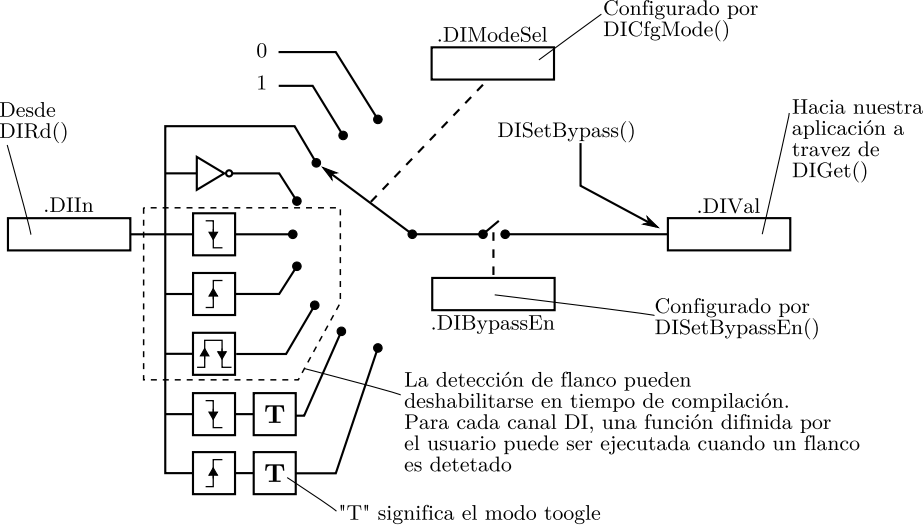 Configurado por
DICfgMode()
.DIModeSel
0
1
Desde
DIRd()
Hacia nuestra
aplicación a
travez de
DIGet()
DISetBypass()
.DIIn
.DIVal
Configurado por
DISetBypassEn()
.DIBypassEn
La detección de flanco pueden
deshabilitarse en tiempo de compilación.
Para cada canal DI, una función difinida por
el usuario puede ser ejecutada cuando un flanco
es detetado
T
T
"T" significa el modo toogle